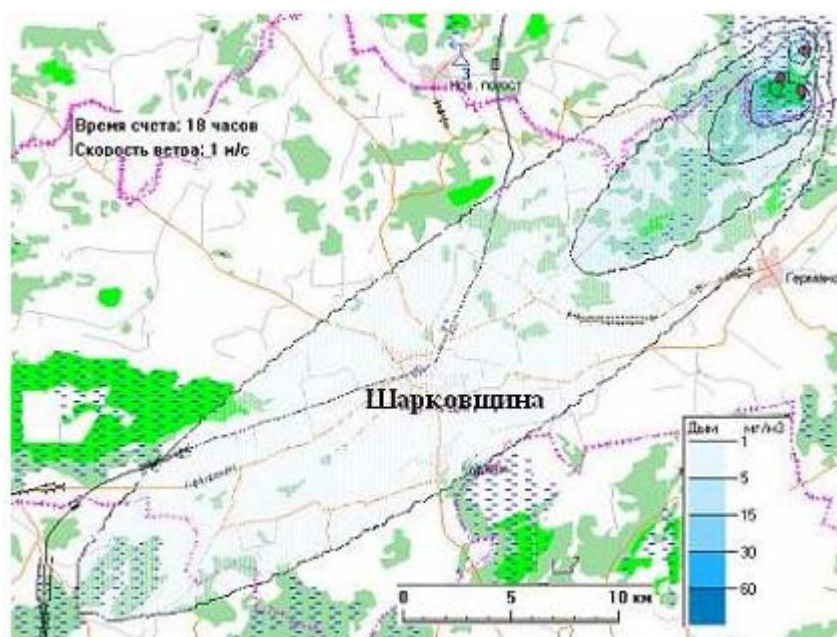 3
Нов. погост
Время счета: 18 часов
Скорость ветра: 1 м/с
Шарковщина
Дым мг/м3
1
5
15
30
60
0 5 10 км